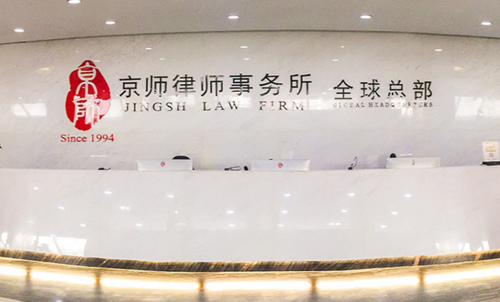 京师
Since 1994
京师律师事务所
JINGSH LAW FIRM
全球总部
GLOBAL HEADQUARTERS